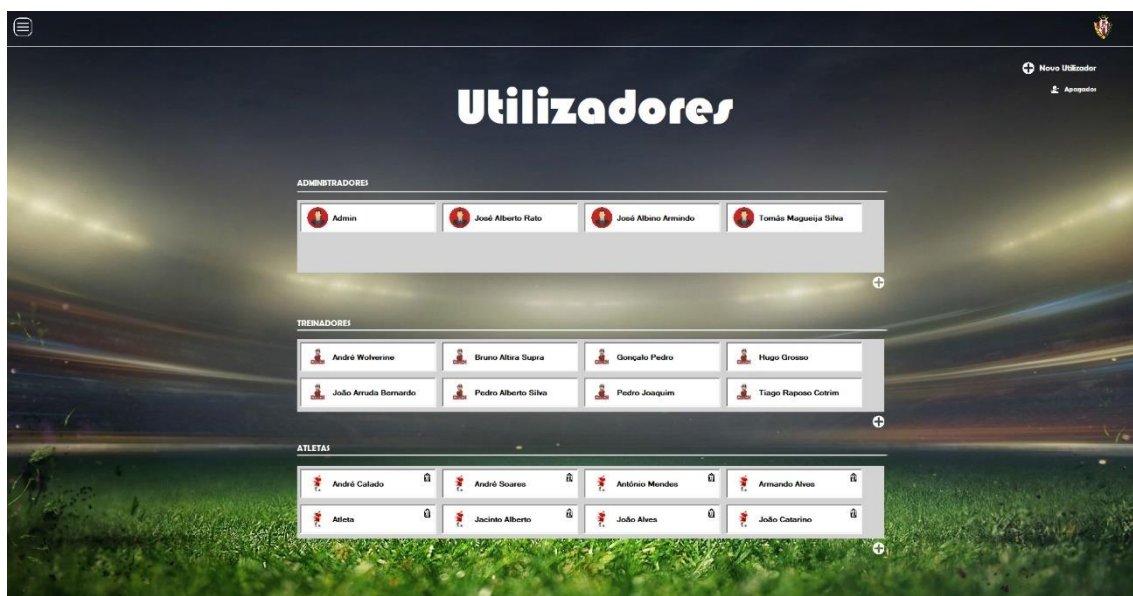 Novo Utilizador
Apagados
Utilizadores
ADMINISTRADORES
Admin
José Alberto Rato
José Albino Armindo
Tomás Magueija Silva
TREINADORES
André Wolverine
Bruno Altira Supra
Gonçalo Pedro
Hugo Grosso
João Arruda Bernardo
Pedro Alberto Silva
Pedro Joaquim
Tiago Raposo Cotrim
ATLETAS
André Calado
André Soares
António Mendes
Armando Alves
Atleta
Jacinto Alberto
João Alves
João Catarino